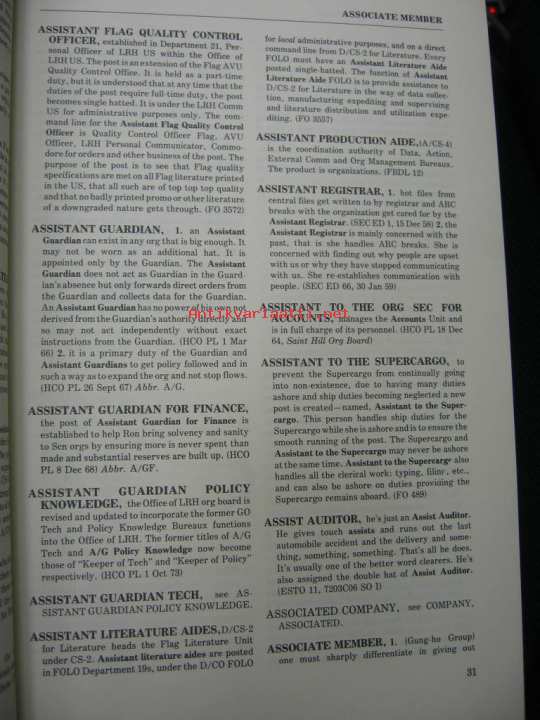 ASSOCIATE MEMBER
ASSISTANT FLAG QUALITY CONTROL
OFFICER, established in Department 21, Per-
sonal Officer of LRH US within the Office of
LRH US. The post is an extension of the Flag AVU
Quality Control Office. It is held as a part-time
duty, but it is understood that at any time that the
duties of the post require full-time duty, the post
becomes single hatted. It is under the LRH Comm
US for administrative purposes only. The com-
mand line for the Assistant Flag Quality Control
Officer is Quality Control Officer Flag, AVU
Officer, LRH Personal Communicator, Commo-
dore for orders and other business of the post. The
purpose of the post is to see that Flag quality
specifications are met on all Flag literature printed
in the US, that all such are of top top top quality
and that no badly printed promo or other literature
of a downgraded nature gets through. (FO 3572)
ASSISTANT GUARDIAN, 1. an Assistant
Guardian can exist in any org that is big enough. It
may not be worn as an additional hat. It is
appointed only by the Guardian. The Assistant
Guardian does not act as Guardian in the Guard-
ian's absence but only forwards direct orders from
the Guardian and collects data for the Guardian.
An Assistant Guardian has no power of his own not
derived from the Guardian's authority directly and
so may not act independently without exact
instructions from the Guardian. (HCO PL 1 Mar
66) 2. it is a primary duty of the Guardian and
Assistant Guardians to get policy followed and in
such a way as to expand the org and not stop flows.
(HCO PL 26 Sept 67) Abbr. A/G.
ASSISTANT GUARDIAN FOR FINANCE,
the post of Assistant Guardian for Finance is
established to help Ron bring solvency and sanity
to Scn orgs by ensuring more is never spent than
made and substantial reserves are built up. (HCO
PL 8 Dec 68) Abbr. A/GF.
ASSISTANT GUARDIAN POLICY
KNOWLEDGE, the Office of LRH org board is
revised and updated to incorporate the former GO
Tech and Policy Knowledge Bureaux functions
into the Office of LRH. The former titles of A/G
Tech and A/G Policy Knowledge now become
those of "Keeper of Tech" and "Keeper of Policy"
respectively. (HCO PL 1 Oct 73)
ASSISTANT GUARDIAN TECH, see AS-
SISTANT GUARDIAN POLICY KNOWLEDGE.
ASSISTANT LITERATURE AIDES, D/CS-2
for Literature heads the Flag Literature Unit
under CS-2. Assistant literature aides are posted
in FOLO Department 19s, under the D/CO FOLO
for local administrative purposes, and on a direct
command line from D/CS-2 for Literature. Every
FOLO must have an Assistant Literature Aide
posted single-hatted. The function of Assistant
Literature Aide FOLO is to provide assistance to
D/CS-2 for Literature in the way of data collec-
tion, manufacturing expediting and supervising
and literature distribution and utilization expe-
diting. (FO 3557)
ASSISTANT PRODUCTION AIDE, (A/CS-4)
is the coordination authority of Data, Action,
External Comm and Org Management Bureaux.
The product is organizations. (FBDL 12)
ASSISTANT REGISTRAR, 1. hot files from
central files get written to by registrar and ARC
breaks with the organization get cared for by the
Assistant Registrar. (SEC ED 1, 15 Dec 58) 2. the
Assistant Registrar is mainly concerned with the
past, that is she handles ARC breaks. She is
concerned with finding out why people are upset
with us or why they have stopped communicating
with us. She re-establishes communication with
people. (SEC ED 66, 30 Jan 59)
ASSISTANT TO THE ORG SEC FOR
ACCOUNTS, manages the Accounts Unit and
is in full charge of its personnel. (HCO PL 18 Dec
64, Saint Hill Org Board)
ASSISTANT TO THE SUPERCARGO, to
prevent the Supercargo from continually going
into non-existence, due to having many duties
ashore and ship duties becoming neglected a new
post is created—named, Assistant to the Super-
cargo. This person handles ship duties for the
Supercargo while she is ashore and is to ensure the
smooth running of the post. The Supercargo and
Assistant to the Supercargo may never be ashore
at the same time. Assistant to the Supercargo also
handles all the clerical work: typing, filing, etc.,
and can also be ashore on duties providing the
Supercargo remains aboard. (FO 489)
ASSIST AUDITOR, he's just an Assist Auditor.
He gives touch assists and runs out the last
automobile accident and the delivery and some-
thing, something, something. That's all he does.
It's usually one of the better word clearers. He's
also assigned the double hat of Assist Auditor.
(ESTO 11, 7203C06 SO I)
ASSOCIATED COMPANY, see COMPANY,
ASSOCIATED.
ASSOCIATE MEMBER, 1. (Gung-ho Group)
one must sharply differentiate in giving out
31
Antikvariaatti.net